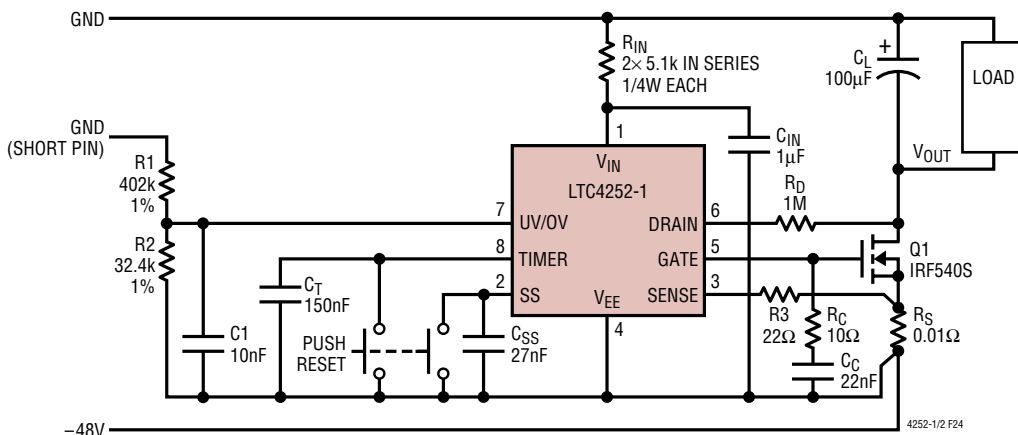 GND
R_IN
2× 5.1k IN SERIES
1/4W EACH
+
C_L
100µF
LOAD
GND
(SHORT PIN)
1
C_IN
1µF
R1
402k
1%
V_IN
LTC4252-1
V_OUT
R_D
1M
7
UV/OV
DRAIN
6
R2
32.4k
1%
8
TIMER
GATE
5
Q1
IRF540S
C_T
150nF
2
SS
V_EE
SENSE
3
4
C1
10nF
PUSH
RESET
C_SS
27nF
R3
22Ω
R_C
10Ω
R_S
0.01Ω
C_C
22nF
–48V
4252-1/2 F24